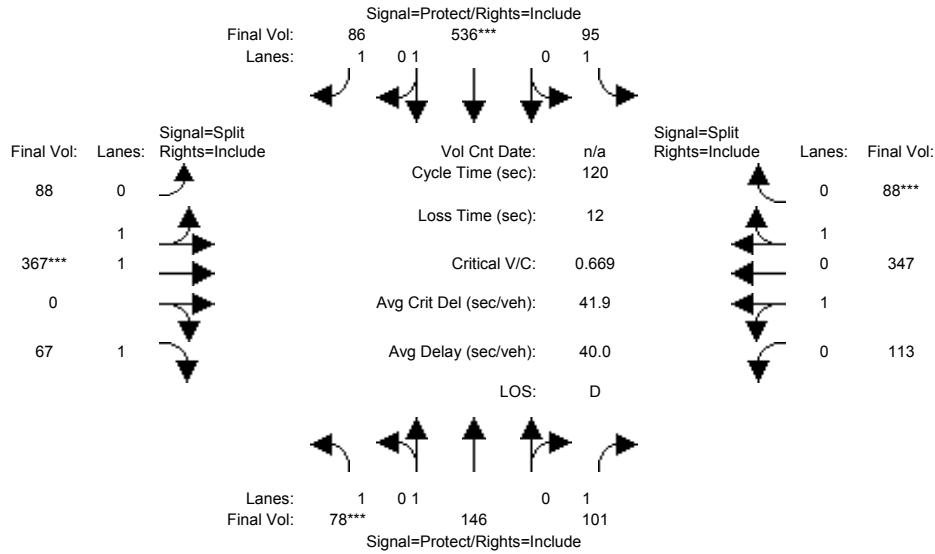 Signal=Protect/Rights=Include
Final Vol: 86 536*** 95
Lanes: 1 0 1 0 1
Signal=Split Signal=Split
Final Vol: Lanes: Rights=Include Vol Cnt Date: n/a Rights=Include Lanes: Final Vol:
Cycle Time (sec): 120
88 0 0 88***
Loss Time (sec): 12
1 1
367*** 1 Critical V/C: 0.669 0 347
0 Avg Crit Del (sec/veh): 41.9 1
67 1 Avg Delay (sec/veh): 40.0 0 113
LOS: D
Lanes: 1 0 1 0 1
Final Vol: 78*** 146 101
Signal=Protect/Rights=Include